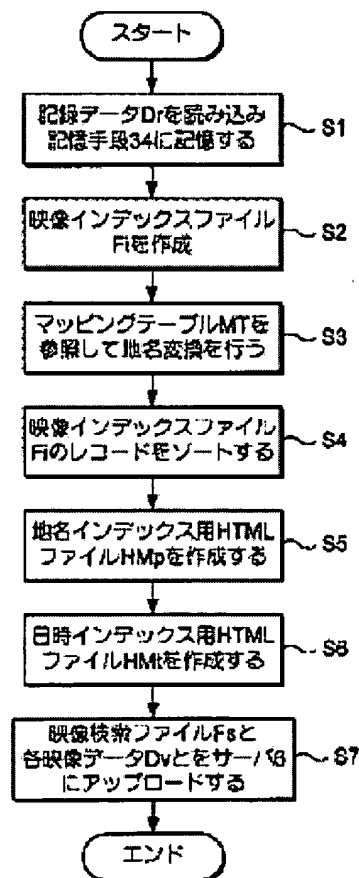 スタート
記録データDrを読み込み
記憶手段34に記憶する
S1
映像インデックスファイル
Fiを作成
S2
マッピングテーブルMTを
参照して地名変換を行う
S3
映像インデックスファイル
Fiのレコードをソートする
S4
地名インデックス用HTML
ファイルHMpを作成する
S5
日時インデックス用HTML
ファイルHMtを作成する
S6
映像検索ファイルFsと
各映像データDvとをサーバ6
にアップロードする
S7
エンド